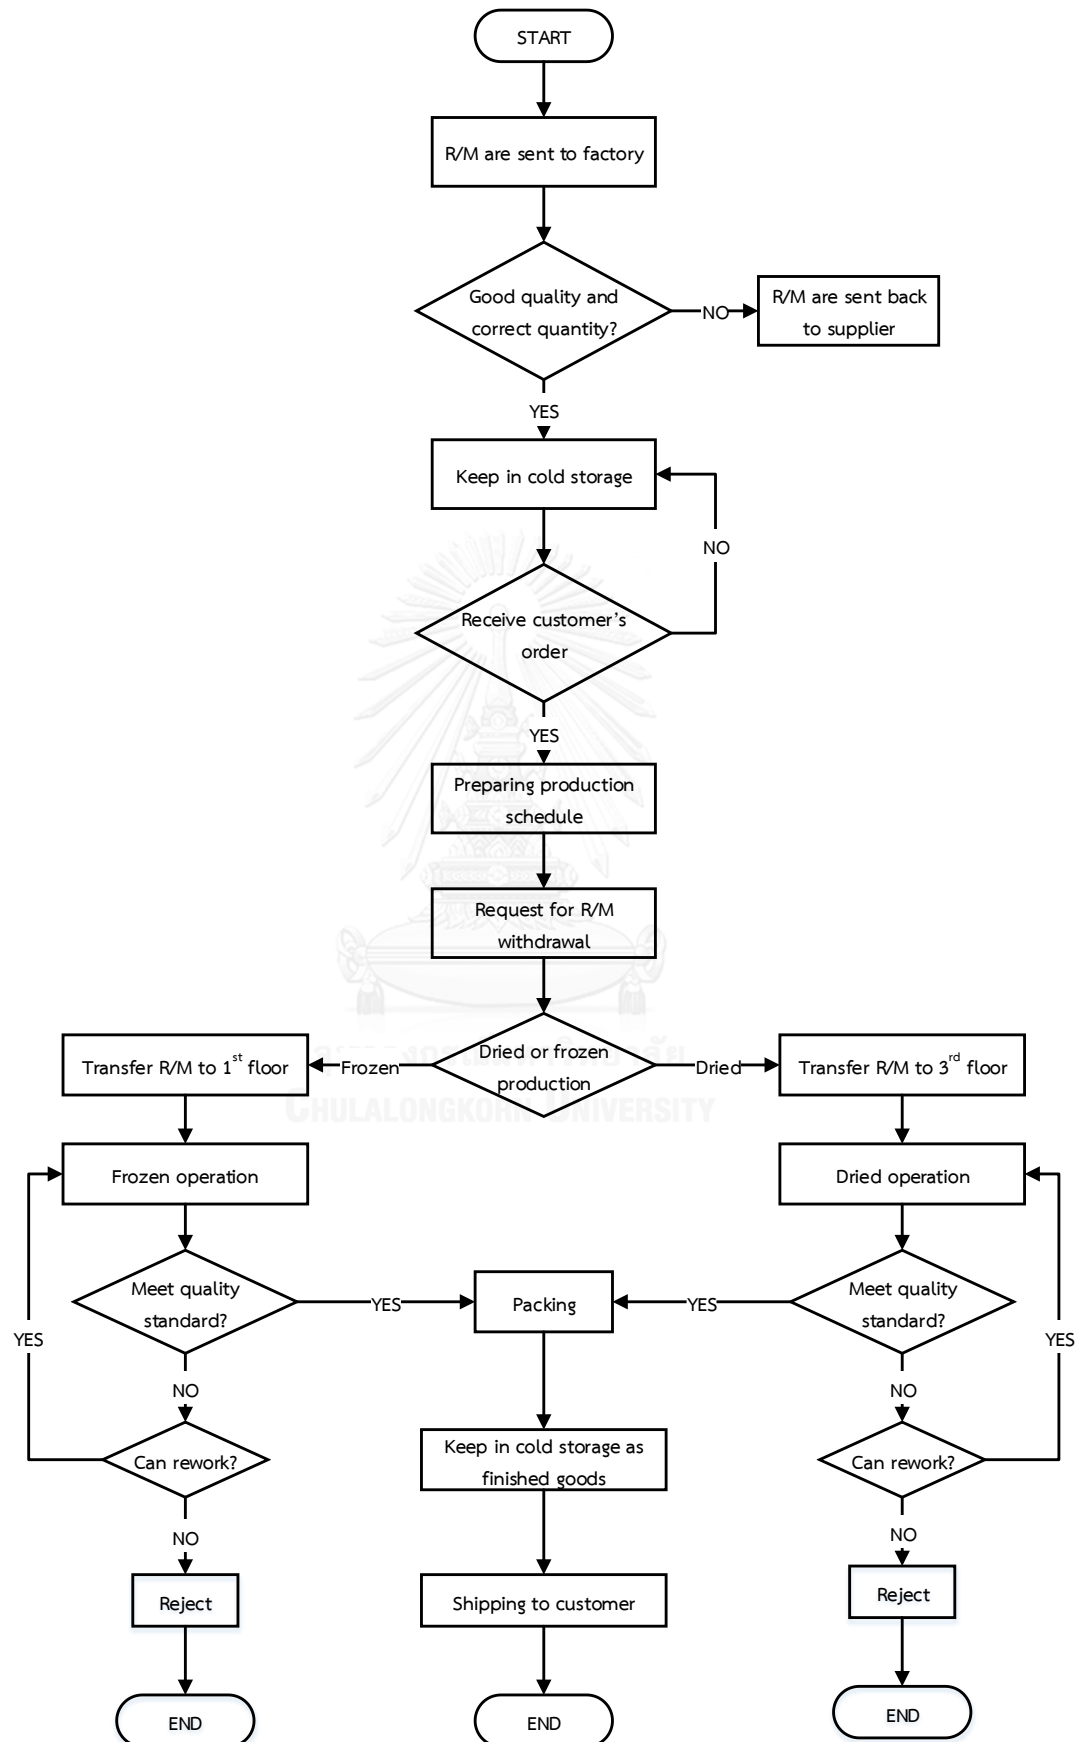 START
R/M are sent to factory
Good quality and
correct quantity?
NO
R/M are sent back
to supplier
YES
Keep in cold storage
NO
Receive customer's
order
YES
Preparing production
schedule
Request for R/M
withdrawal
Transfer R/M to 1st floor
Frozen
Dried or frozen
production
Dried
Transfer R/M to 3rd floor
CHULALONGKORN UNIVERSITY
Frozen operation
Dried operation
Meet quality
standard?
YES
Packing
YES
Meet quality
standard?
YES
YES
NO
NO
Can rework?
Keep in cold storage as
finished goods
Can rework?
NO
NO
Reject
Shipping to customer
Reject
END
END
END